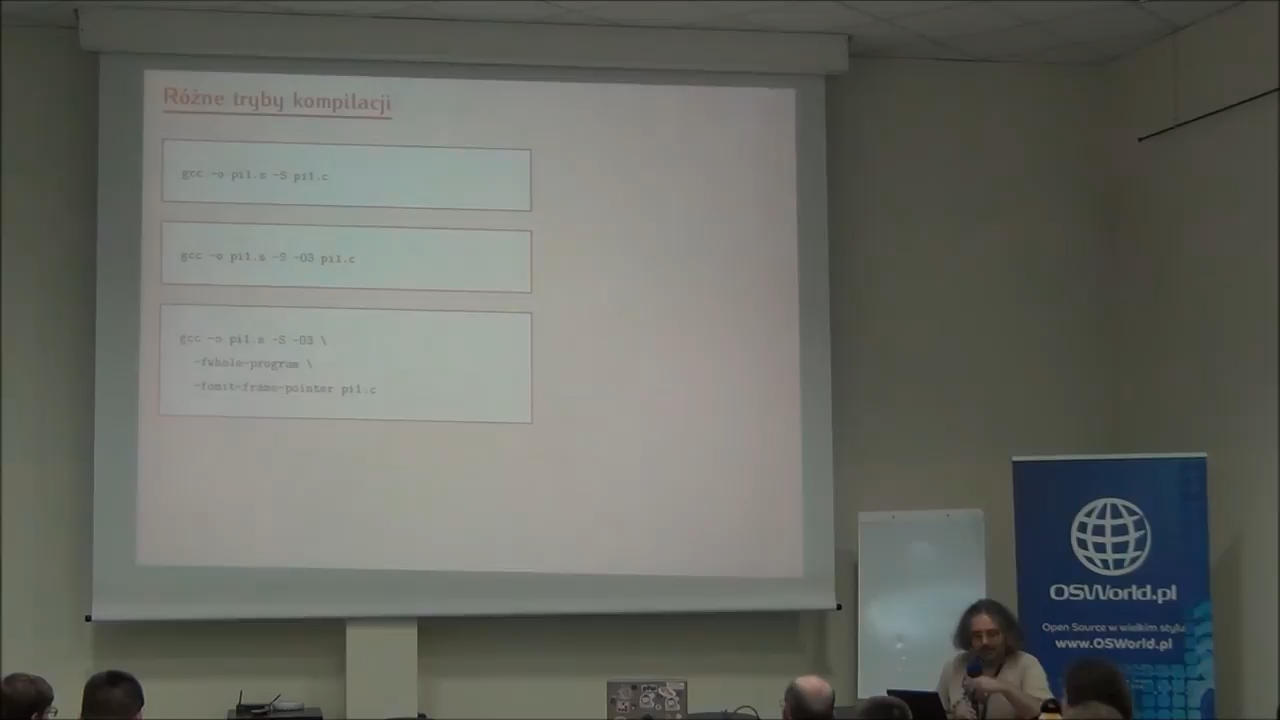 Różne tryby kompilacji
gcc -o pi1.s -S pi1.c
gcc -o pi1.s -S -O3 pi1.c
gcc -o pi1.s -S -O3 \
-fwhole-program \
-fomit-frame-pointer pi1.c
OSWorld.pl
Open Source w wielkim stylu
www.OSWorld.pl